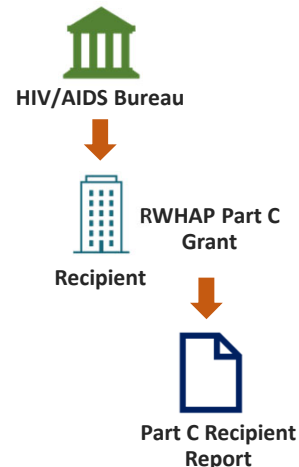 HIV/AIDS Bureau
RWHAP Part C
Grant
Recipient
Part C Recipient
Report